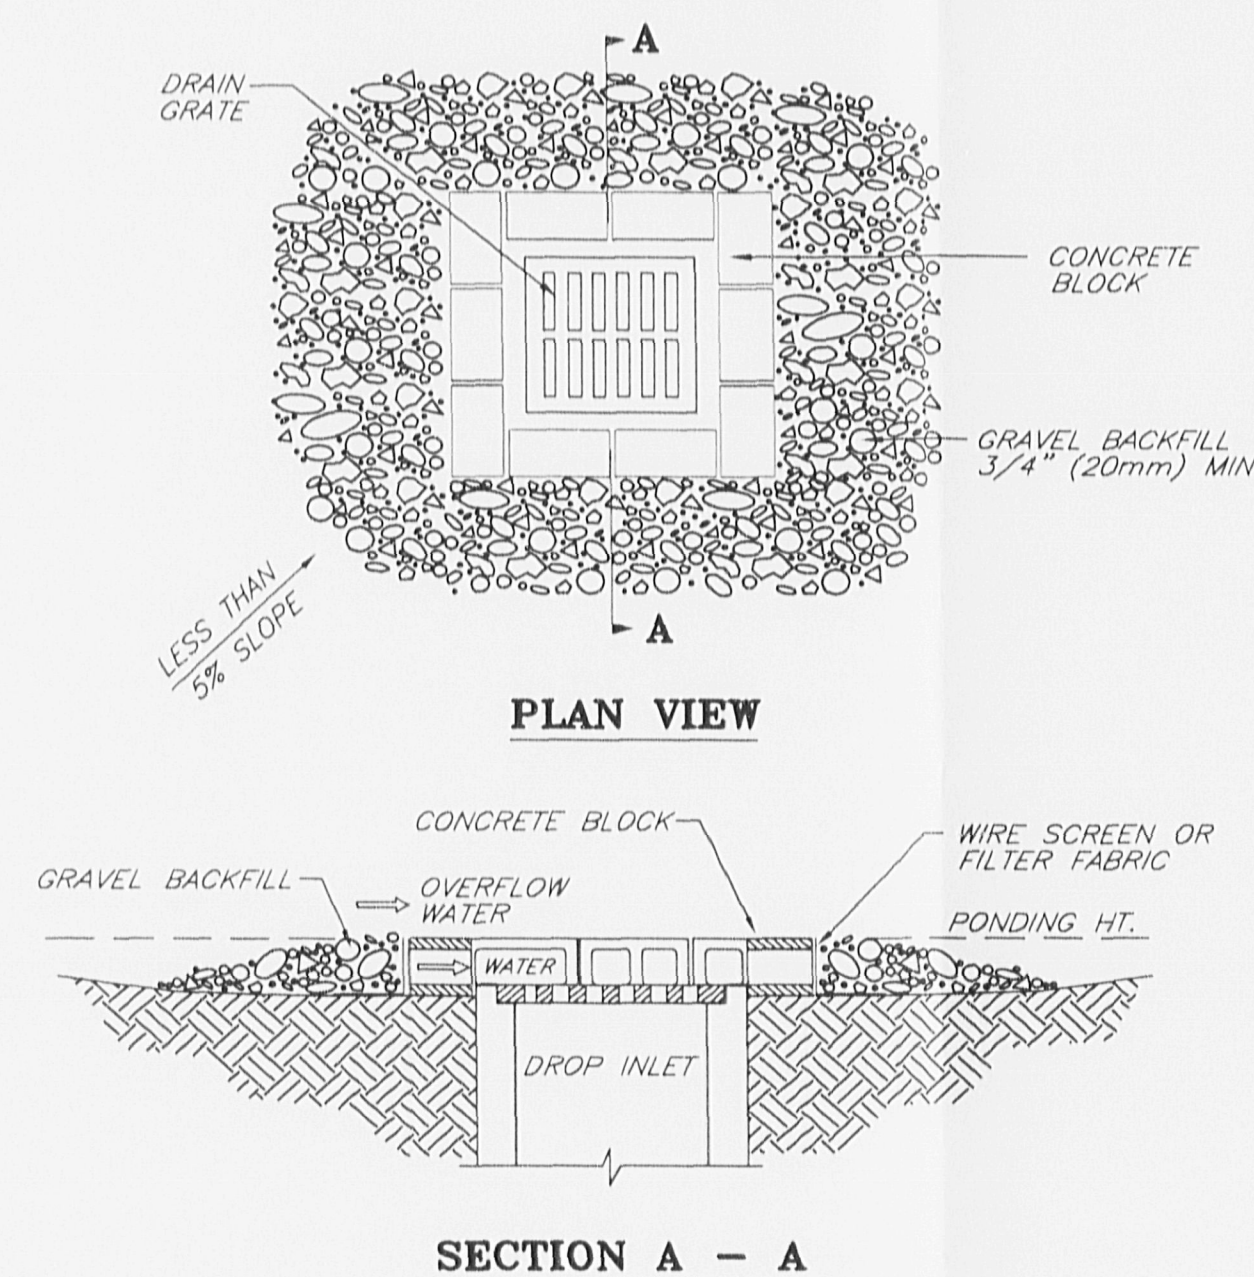 A
DRAIN
GRATE
CONCRETE
BLOCK
GRAVEL BACKFILL
3/4" (20mm) MIN
LESS THAN
5% SLOPE
A
PLAN VIEW
CONCRETE BLOCK
WIRE SCREEN OR
FILTER FABRIC
GRAVEL BACKFILL
OVERFLOW
WATER
PONDING HT.
WATER
DROP INLET
SECTION A - A